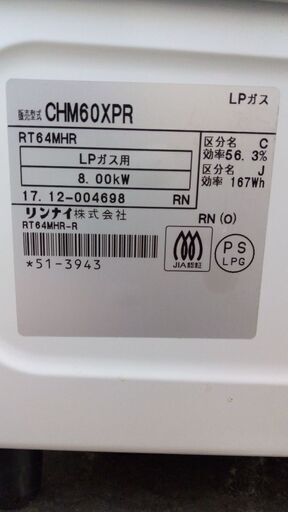 販売型式 CHM60XPR LPガス
RT64MHR
LPガス用
8.00kW
区分名 C
効率56.3%
区分名 J
効率 167Wh
17.12-004698 RN
リンナイ株式会社 RN(O)
RT64MHR-R
*51-3943
JIA認証
PS
LPG